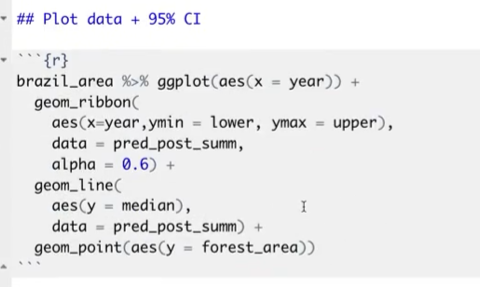 ## Plot data + 95% CI
```{r}
brazil_area %>% ggplot(aes(x = year)) +
  geom_ribbon(
    aes(x=year,ymin = lower, ymax = upper),
    data = pred_post_summ,
    alpha = 0.6) +
  geom_line(
    aes(y = median),
    data = pred_post_summ) +
  geom_point(aes(y = forest_area))
```